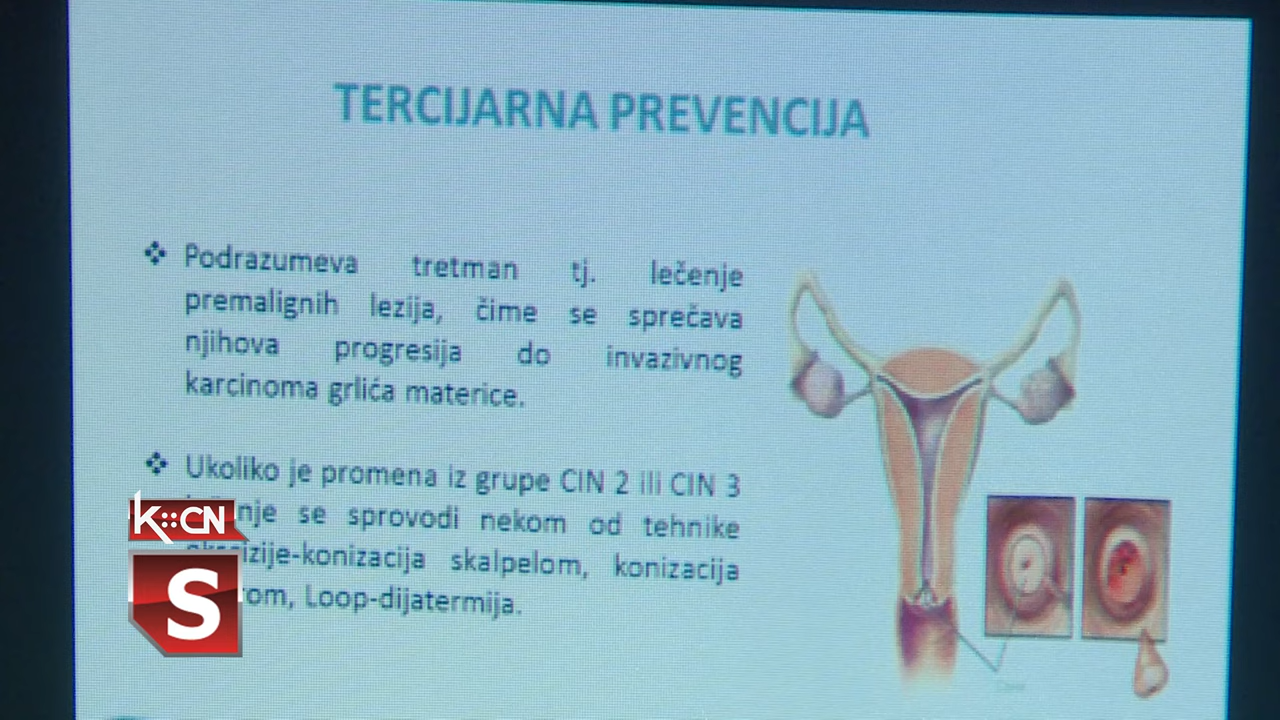 TERCIJARNA PREVENCIJA
Podrazumeva tretman tj. lečenje
premalignih lezija, čime se sprečava
njihova progresija do invazivnog
karcinoma grlića materice.
Ukoliko je promena iz grupe CIN 2 ili CIN 3
se sprovodi nekom od tehnike
skalpelom, konizacija
Loop-dijatermija.
K::CN
S